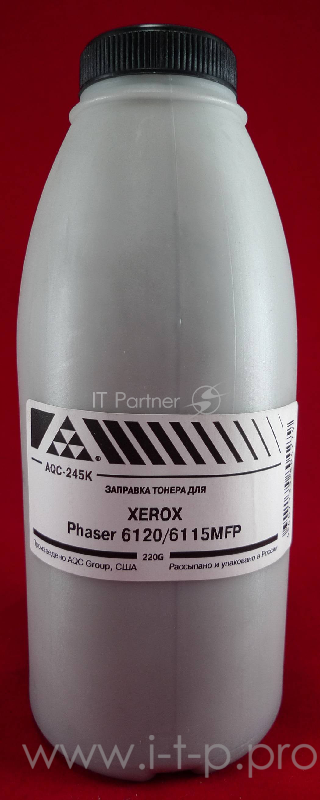 IT Partner
®
AQC-245K
ЗАПРАВКА ТОНЕРА ДЛЯ
XEROX
Phaser 6120/6115MFP
220G
Произведено AQC Group, США
Рассыпано и упаковано в России
www.i-t-p.pro